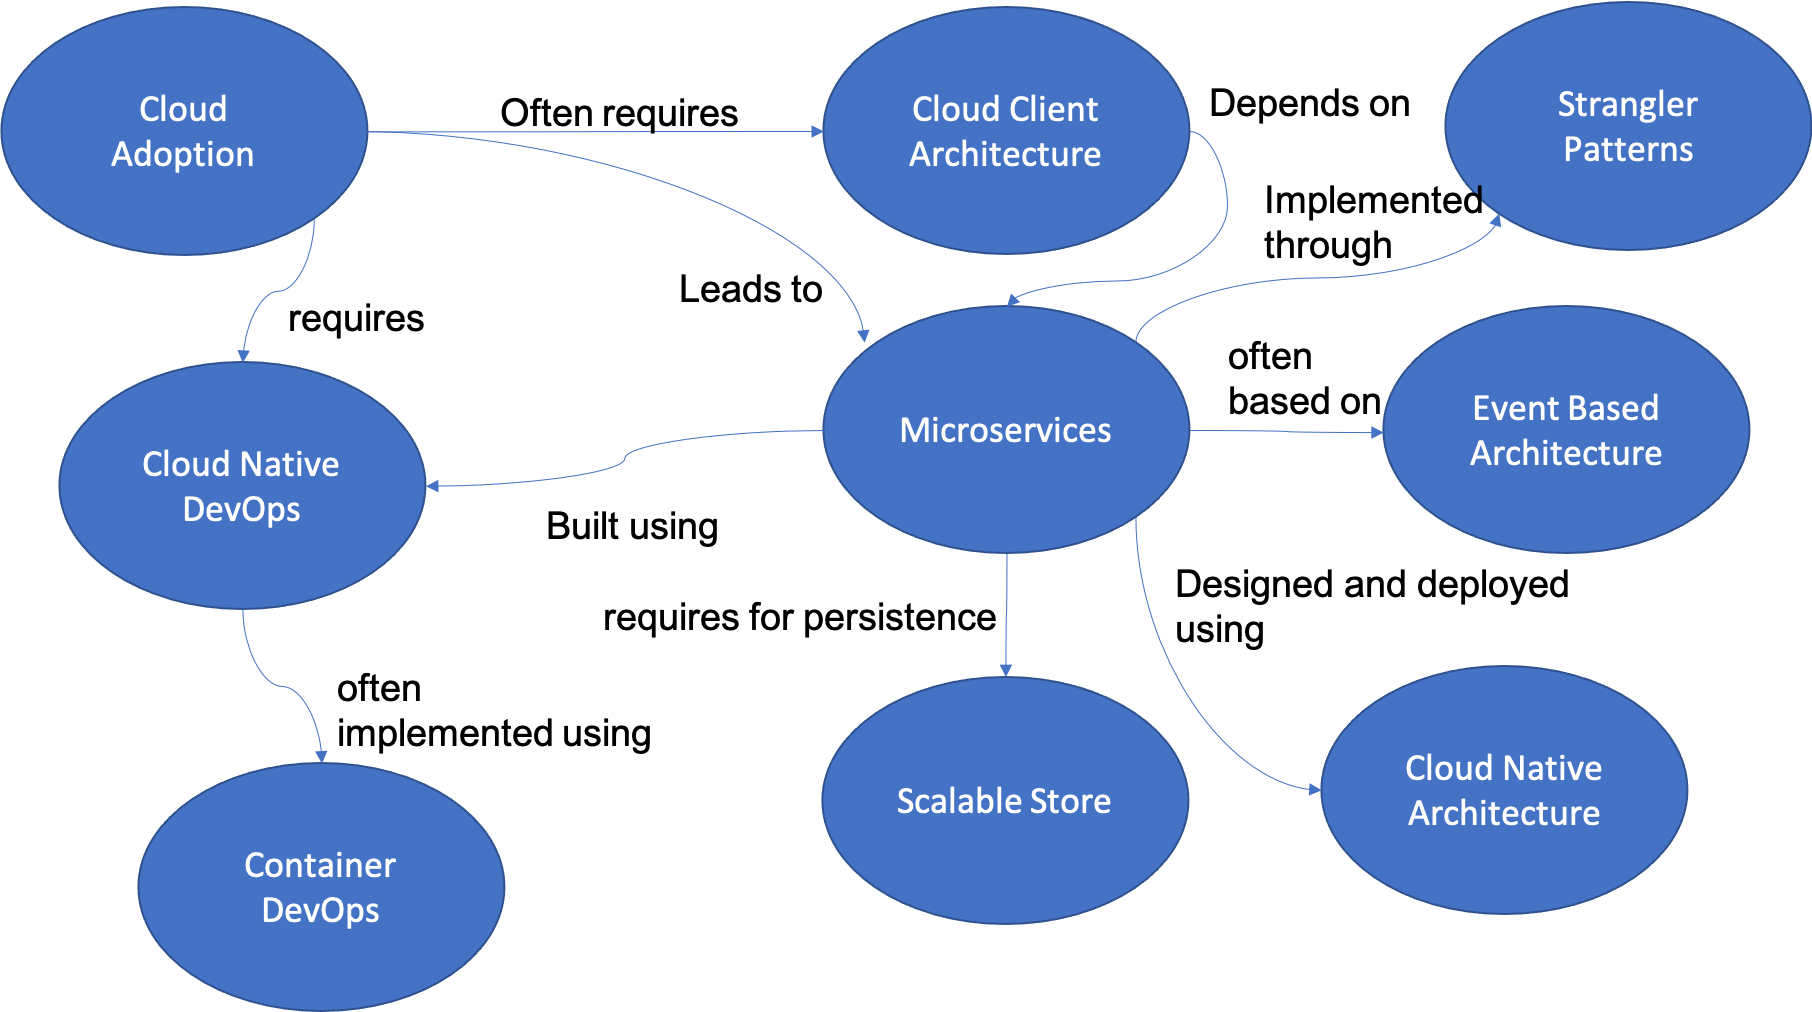 Cloud
Adoption
Often requires
Cloud Client
Architecture
Depends on
Strangler
Patterns
Implemented
through
Leads to
requires
often
based on
Event Based
Architecture
Microservices
Cloud Native
DevOps
Built using
Designed and deployed
using
requires for persistence
often
implemented using
Scalable Store
Cloud Native
Architecture
Container
DevOps